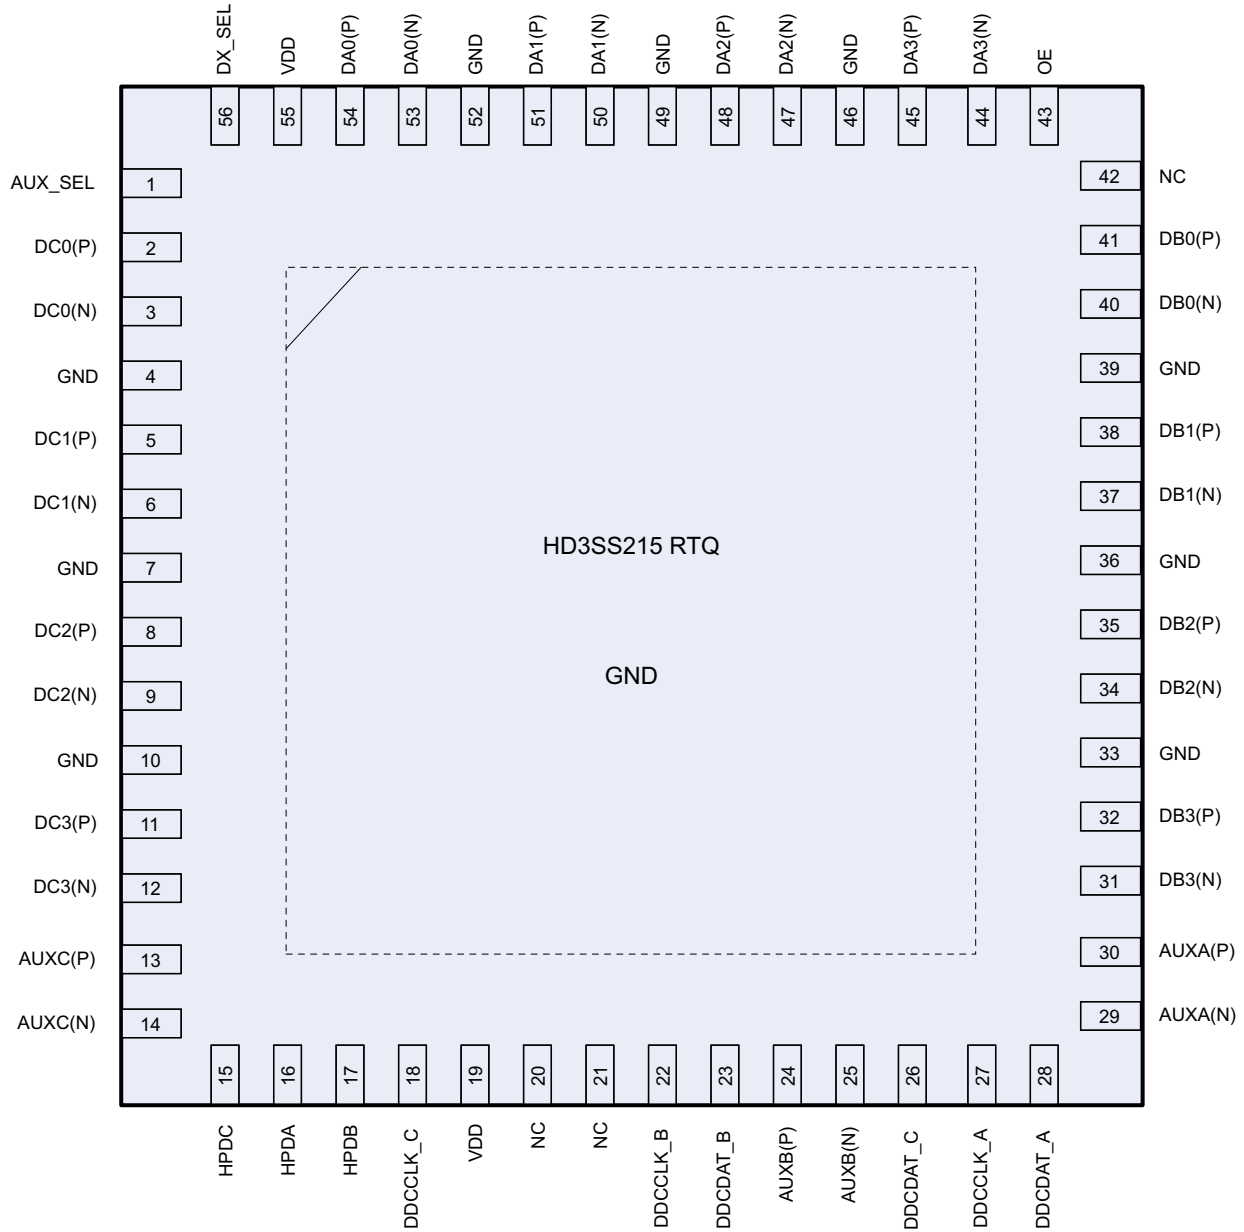 DX_SEL
VDD
DA0(P)
DA0(N)
GND
DA1(P)
DA1(N)
GND
DA2(P)
DA2(N)
GND
DA3(P)
DA3(N)
OE
56
55
54
53
52
51
50
49
48
47
46
45
44
43
AUX_SEL 1
DC0(P) 2
DC0(N) 3
GND 4
DC1(P) 5
DC1(N) 6
GND 7
DC2(P) 8
DC2(N) 9
GND 10
DC3(P) 11
DC3(N) 12
AUXC(P) 13
AUXC(N) 14
HD3SS215 RTQ
GND
42 NC
41 DB0(P)
40 DB0(N)
39 GND
38 DB1(P)
37 DB1(N)
36 GND
35 DB2(P)
34 DB2(N)
33 GND
32 DB3(P)
31 DB3(N)
30 AUXA(P)
29 AUXA(N)
15
16
17
18
19
20
21
22
23
24
25
26
27
28
HPDC
HPDA
HPDB
DDCCLK_C
VDD
NC
NC
DDCCLK_B
DDCDAT_B
AUXB(P)
AUXB(N)
DDCDAT_C
DDCCLK_A
DDCDAT_A